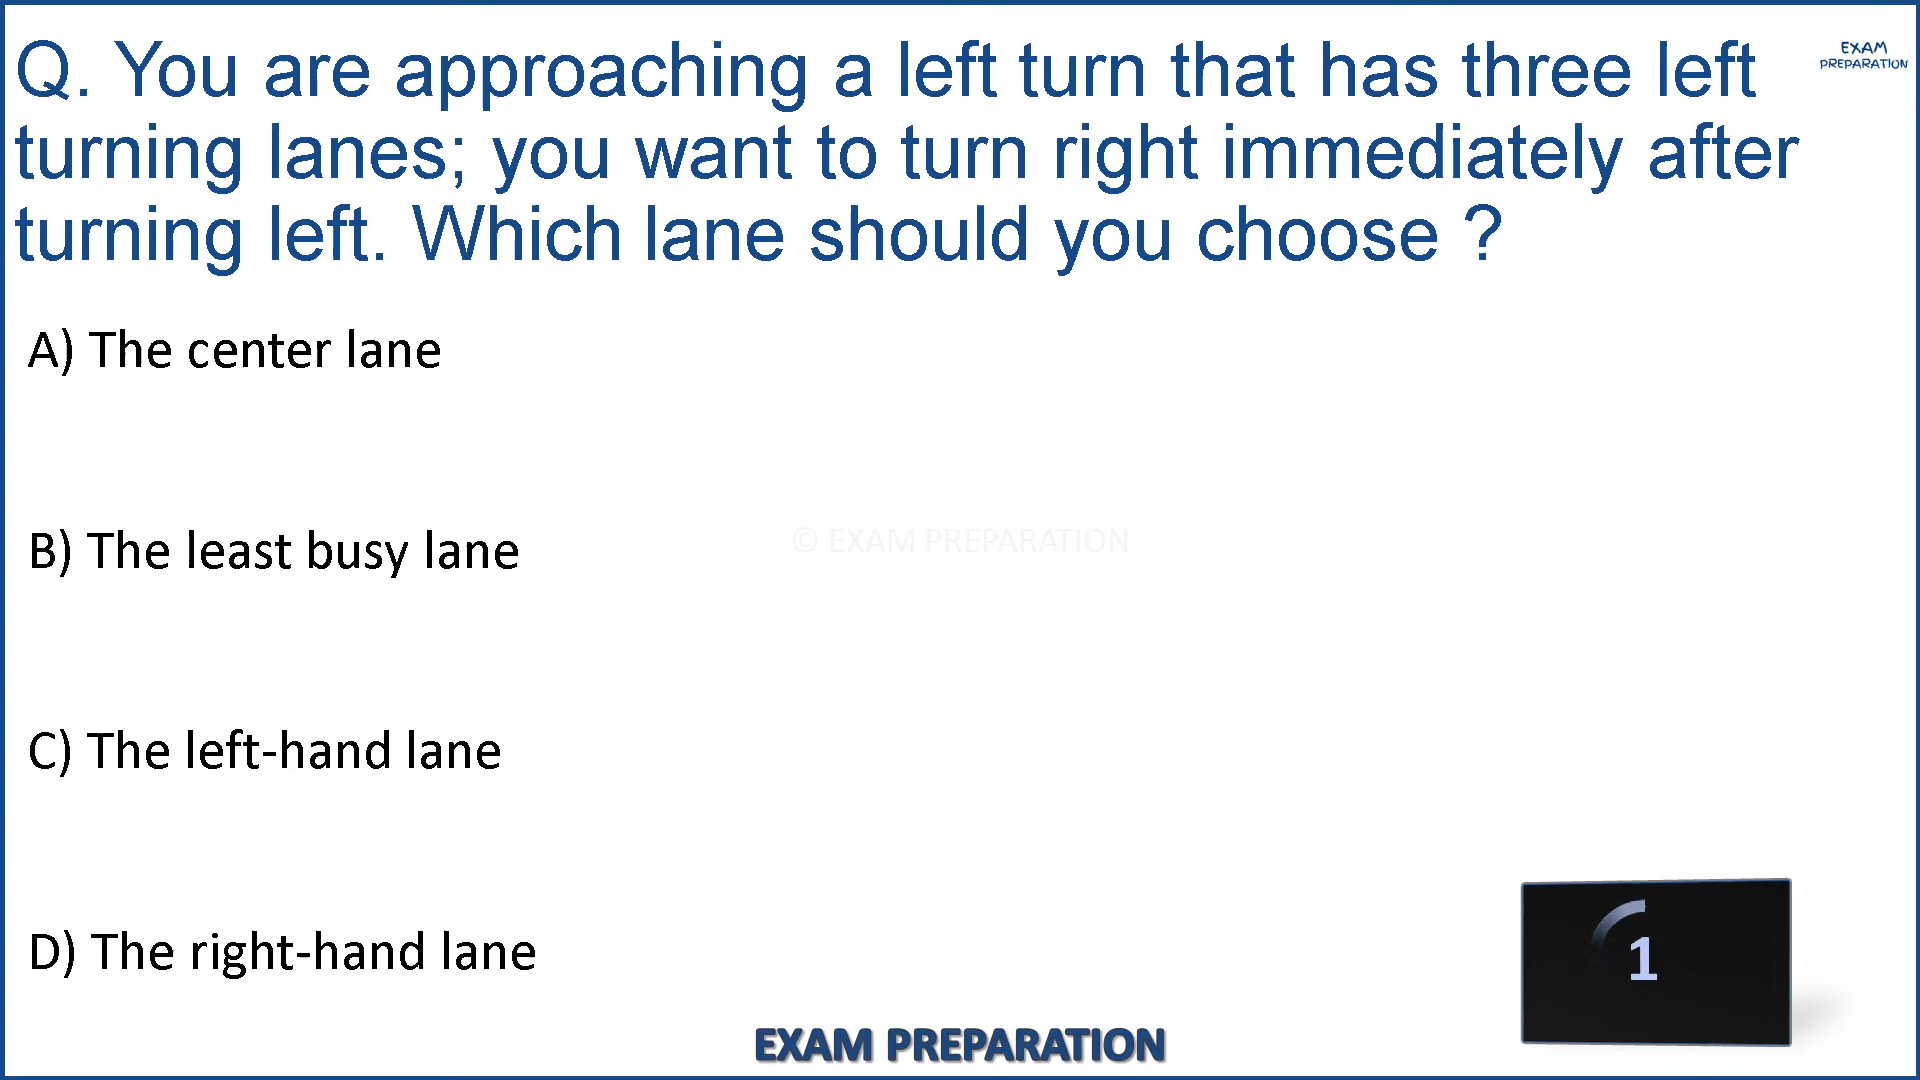 Q. You are approaching a left turn that has three left
turning lanes; you want to turn right immediately after
turning left. Which lane should you choose ?
EXAM
PREPARATION
A) The center lane
B) The least busy lane
© EXAM PREPARATION
C) The left-hand lane
D) The right-hand lane
1
EXAM PREPARATION